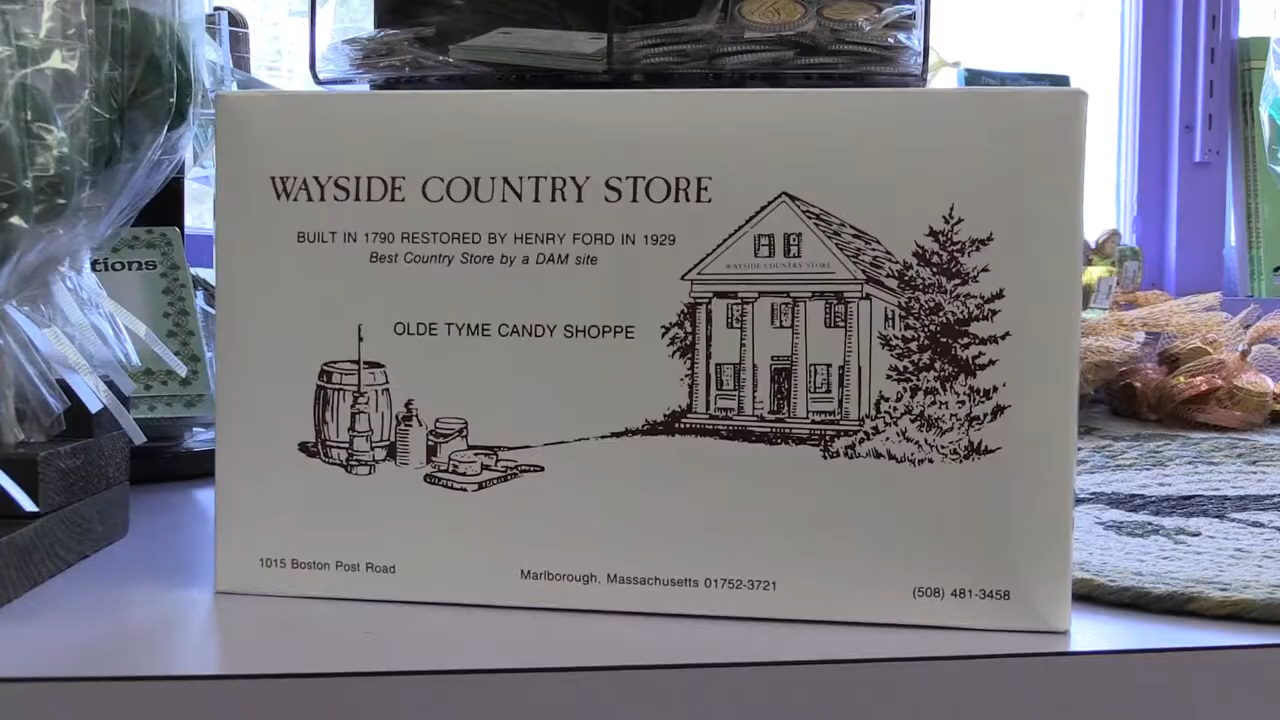 tions
WAYSIDE COUNTRY STORE
BUILT IN 1790 RESTORED BY HENRY FORD IN 1929
Best Country Store by a DAM site
WAYSIDE COUNTRY STORE
OLDE TYME CANDY SHOPPE
1015 Boston Post Road
Marlborough, Massachusetts 01752-3721
(508) 481-3458